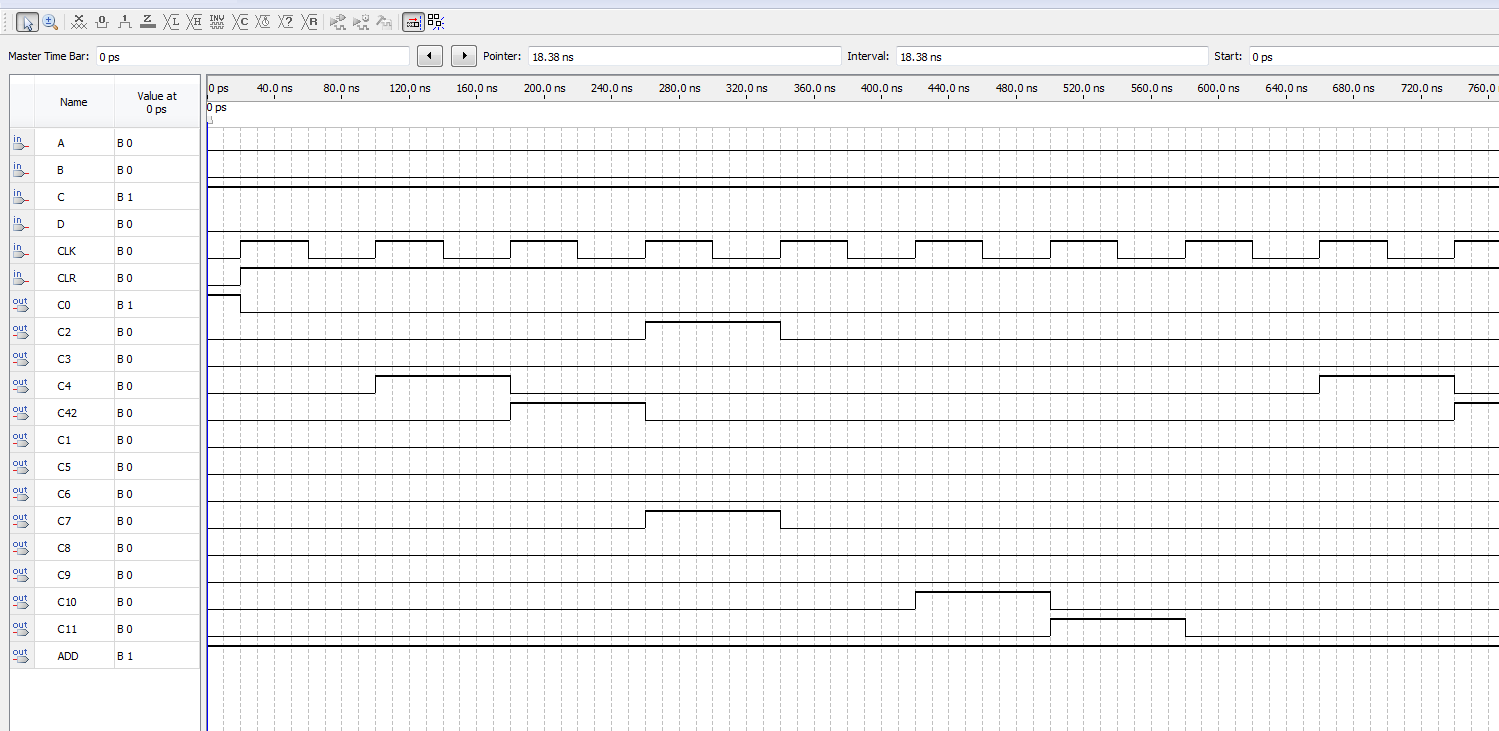 0 1 Z L H INV C 2 ? R
Master Time Bar: 0 ps Pointer: 18.38 ns Interval: 18.38 ns Start: 0 ps
Name Value at 0 ps
0 ps 40.0 ns 80.0 ns 120.0 ns 160.0 ns 200.0 ns 240.0 ns 280.0 ns 320.0 ns 360.0 ns 400.0 ns 440.0 ns 480.0 ns 520.0 ns 560.0 ns 600.0 ns 640.0 ns 680.0 ns 720.0 ns 760.0
0 ps
in A B 0
in B B 0
in C B 1
in D B 0
in CLK B 0
in CLR B 0
out C0 B 1
out C2 B 0
out C3 B 0
out C4 B 0
out C42 B 0
out C1 B 0
out C5 B 0
out C6 B 0
out C7 B 0
out C8 B 0
out C9 B 0
out C10 B 0
out C11 B 0
out ADD B 1